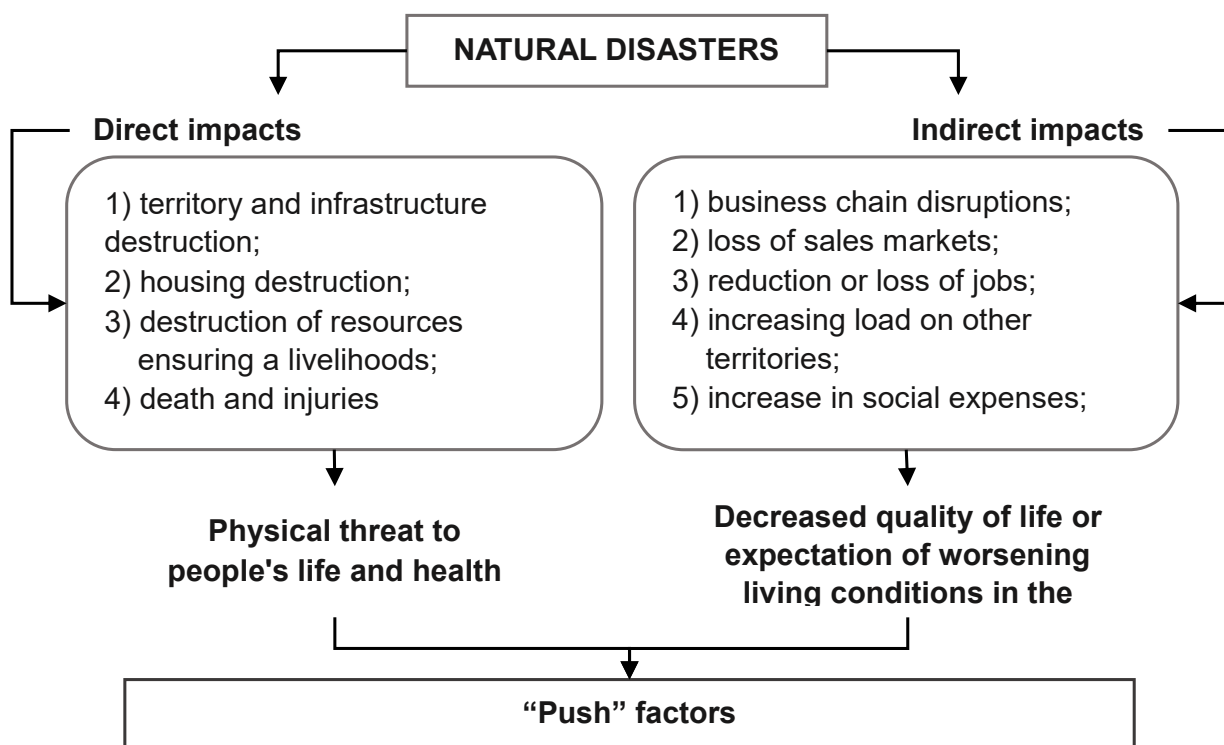 NATURAL DISASTERS
Direct impacts
1) territory and infrastructure
destruction;
2) housing destruction;
3) destruction of resources
ensuring a livelihoods;
4) death and injuries
Physical threat to
people's life and health
Indirect impacts
1) business chain disruptions;
2) loss of sales markets;
3) reduction or loss of jobs;
4) increasing load on other
territories;
5) increase in social expenses;
Decreased quality of life or
expectation of worsening
living conditions in the
“Push” factors